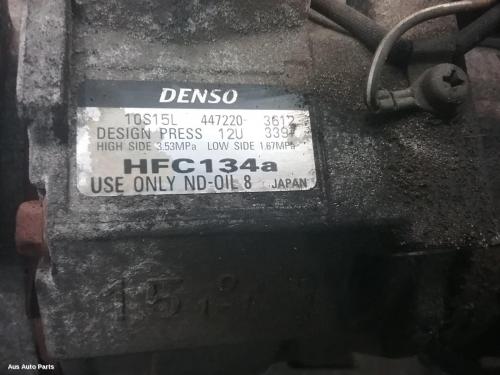 DENSO
10S15L 447220- 3612
DESIGN PRESS 12U 3397
HIGH SIDE 3.53MPa LOW SIDE 1.67MPa
HFC134a
USE ONLY ND-OIL 8 JAPAN
Aus Auto Parts